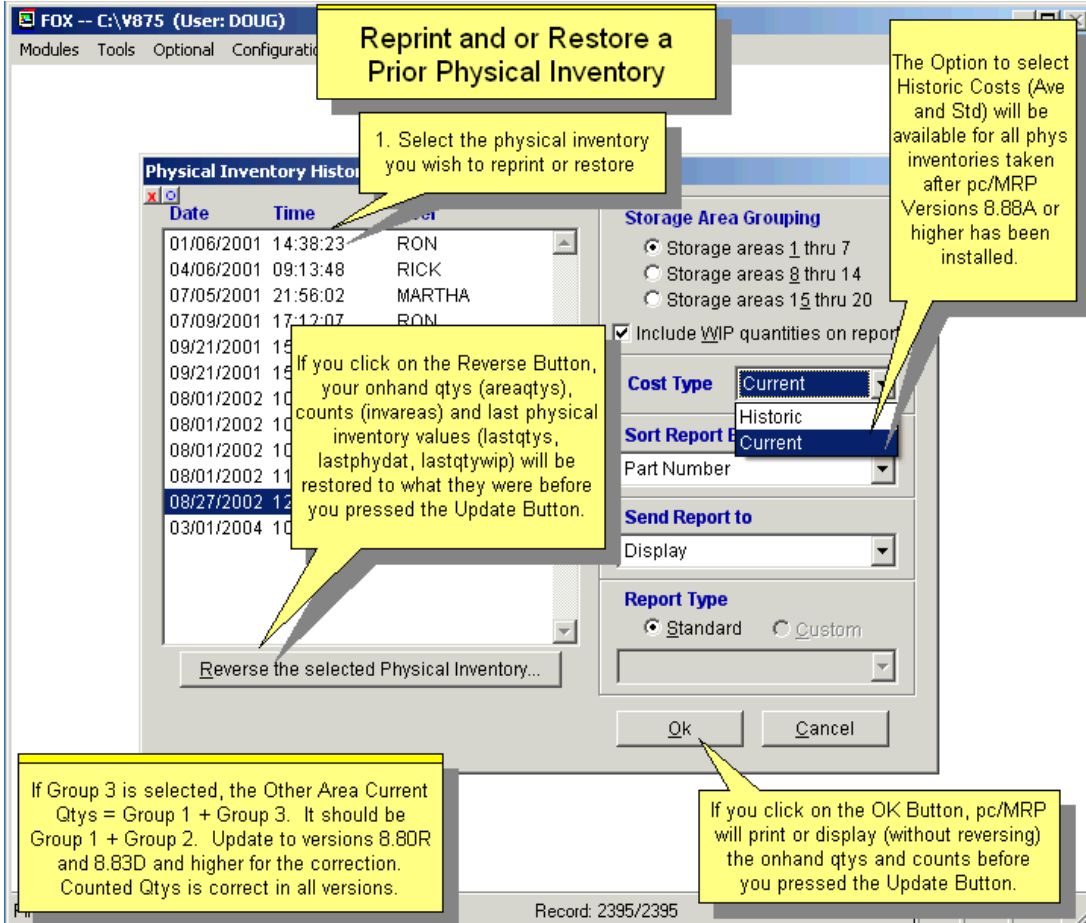 FOX -- C:\V875 (User: DOUG)
Modules Tools Optional
Reprint and or Restore a
Prior Physical Inventory
The Option to select
Historic Costs (Ave
and Std) will be
available for all phys
inventories taken
after pc/MRP
Versions 8.88A or
higher has been
installed.
1. Select the physical inventory
you wish to reprint or restore
Physical Inventory
Date Time
01/06/2001 14:38:23 RON
04/06/2001 09:13:48 RICK
07/05/2001 21:56:02 MARTHA
07/09/2001 17:12:07 RON
09/21/2001 15
09/21/2001 15
08/01/2002 10
08/01/2002 10
08/01/2002 10
08/01/2002 11
08/27/2002 12
03/01/2004 10
If you click on the Reverse Button,
your onhand qtys (areaqtys),
counts (invareas) and last physical
inventory values (lastqtys,
lastphydat, lastqtywip) will be
restored to what they were before
you pressed the Update Button.
Reverse the selected Physical Inventory...
Storage Area Grouping
Storage areas 1 thru 7
Storage areas 8 thru 14
Storage areas 15 thru 20
Include WIP quantities on report
Cost Type Current
Historic
Current
Sort Report
Part Number
Send Report to
Display
Report Type
Standard Custom
Ok Cancel
If Group 3 is selected, the Other Area Current
Qtys = Group 1 + Group 3. It should be
Group 1 + Group 2. Update to versions 8.80R
and 8.83D and higher for the correction.
Counted Qtys is correct in all versions.
If you click on the OK Button, pc/MRP
will print or display (without reversing)
the onhand qtys and counts before
you pressed the Update Button.
Record: 2395/2395